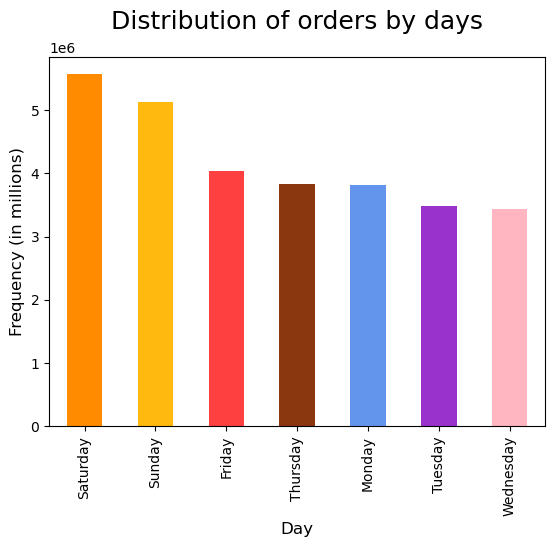 Distribution of orders by days
1e6
5
4
3
2
1
0
Frequency (in millions)
Saturday
Sunday
Friday
Thursday
Monday
Tuesday
Wednesday
Day